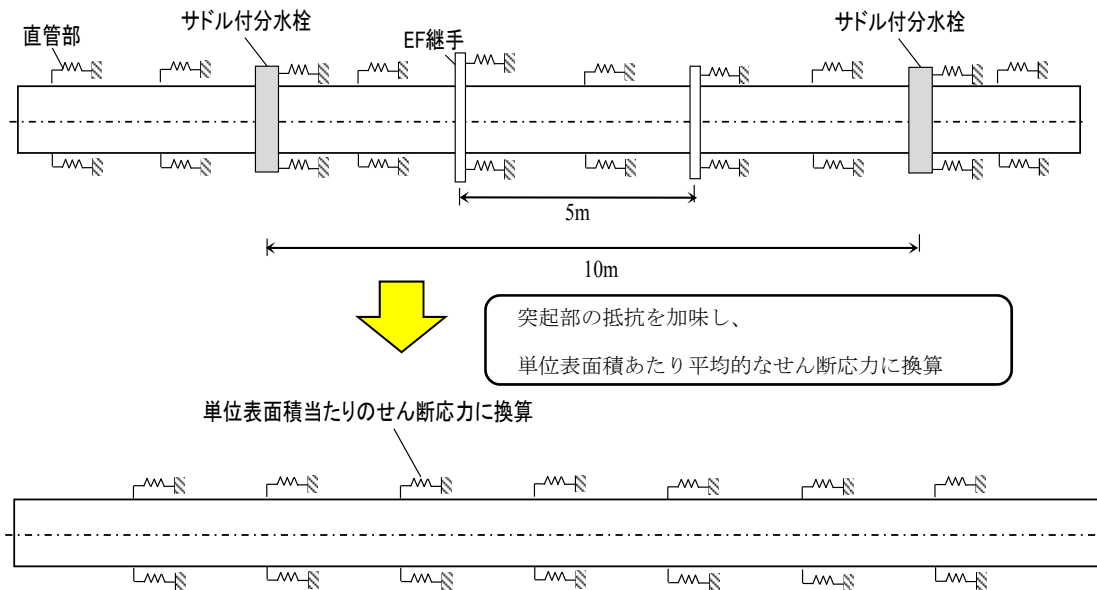 直管部
サドル付分水栓
EF継手
サドル付分水栓
5m
10m
突起部の抵抗を加味し、
単位表面積あたり平均的なせん断応力に換算
単位表面積当たりのせん断応力に換算